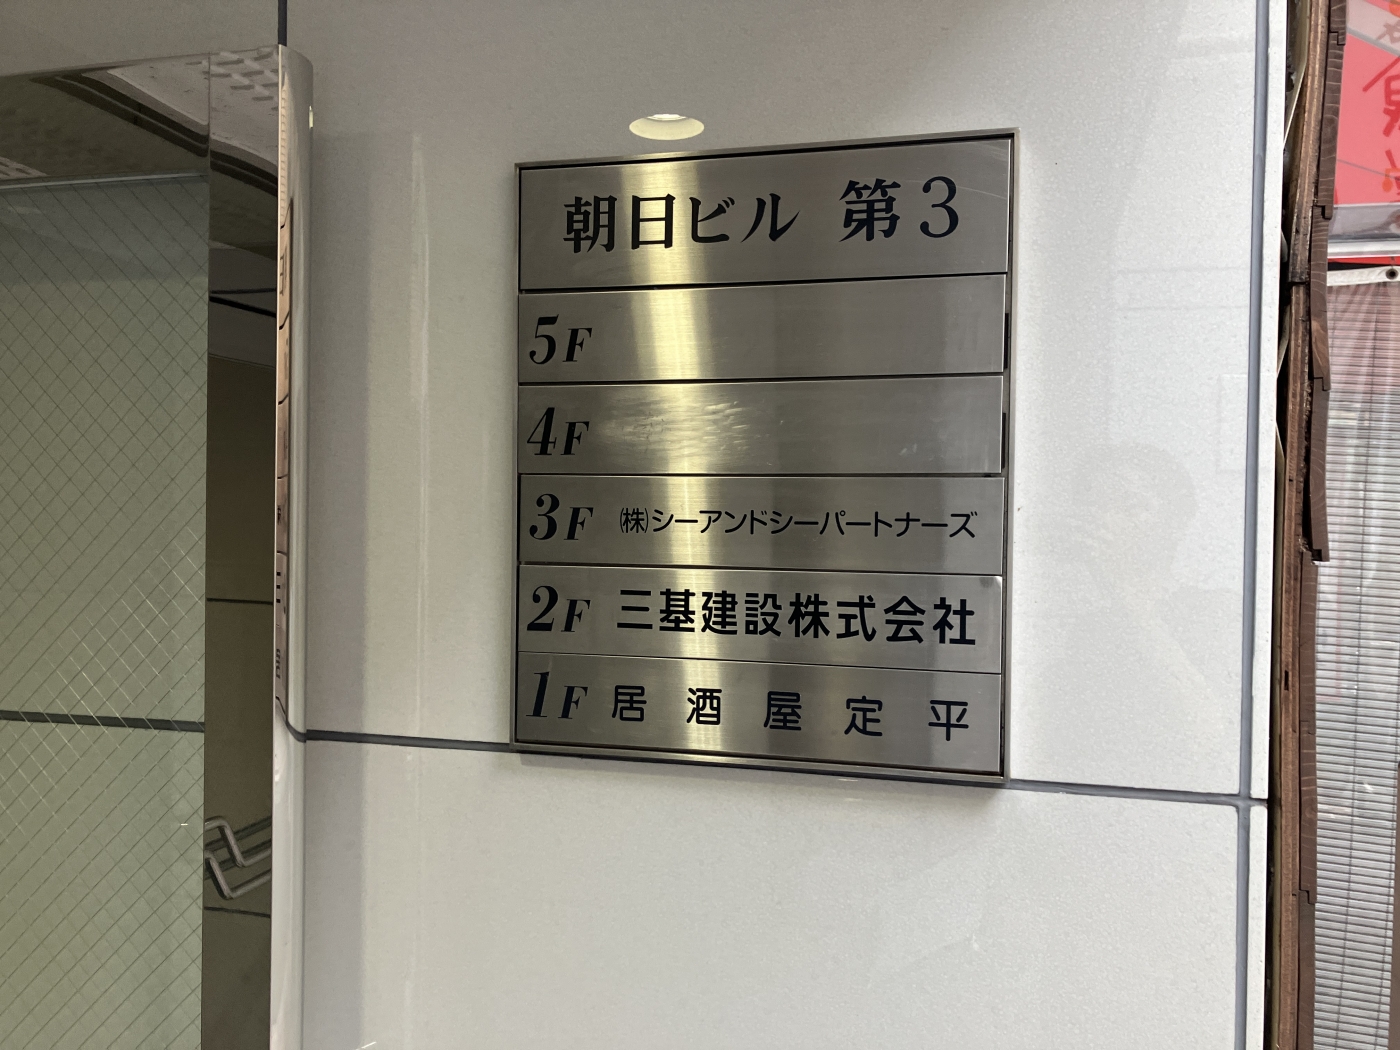 朝日ビル 第3
5F
4F
3F ㈱シーアンドシーパートナーズ
2F 三基建設株式会社
1F 居酒屋定平